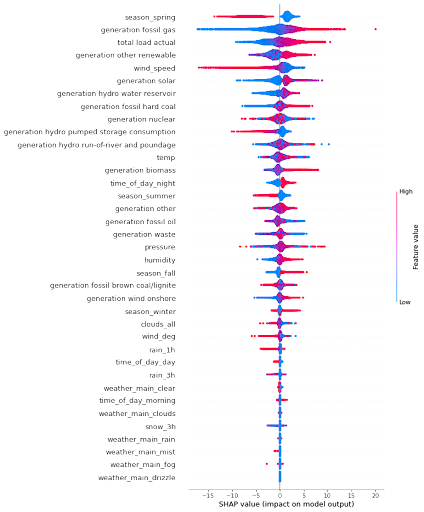 season_spring
generation fossil gas
total load actual
generation other renewable
wind_speed
generation solar
generation hydro water reservoir
generation fossil hard coal
generation nuclear
generation hydro pumped storage consumption
generation hydro run-of-river and poundage
temp
generation biomass
time_of_day_night
season_summer
generation other
generation fossil oil
generation waste
pressure
humidity
season_fall
generation fossil brown coal/lignite
generation wind onshore
season_winter
clouds_all
wind_deg
rain_1h
time_of_day_day
rain_3h
weather_main_clear
time_of_day_morning
weather_main_clouds
snow_3h
weather_main_rain
weather_main_mist
weather_main_fog
weather_main_drizzle
−15 −10 −5 0 5 10 15 20
SHAP value (impact on model output)
High
Feature value
Low